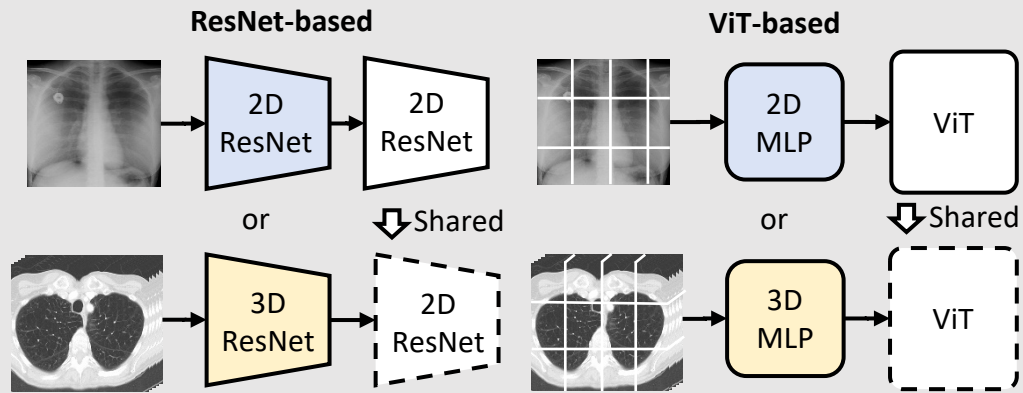 ResNet-based
ViT-based
2D
ResNet
2D
ResNet
2D
MLP
ViT
or
Shared
or
Shared
3D
ResNet
2D
ResNet
3D
MLP
ViT